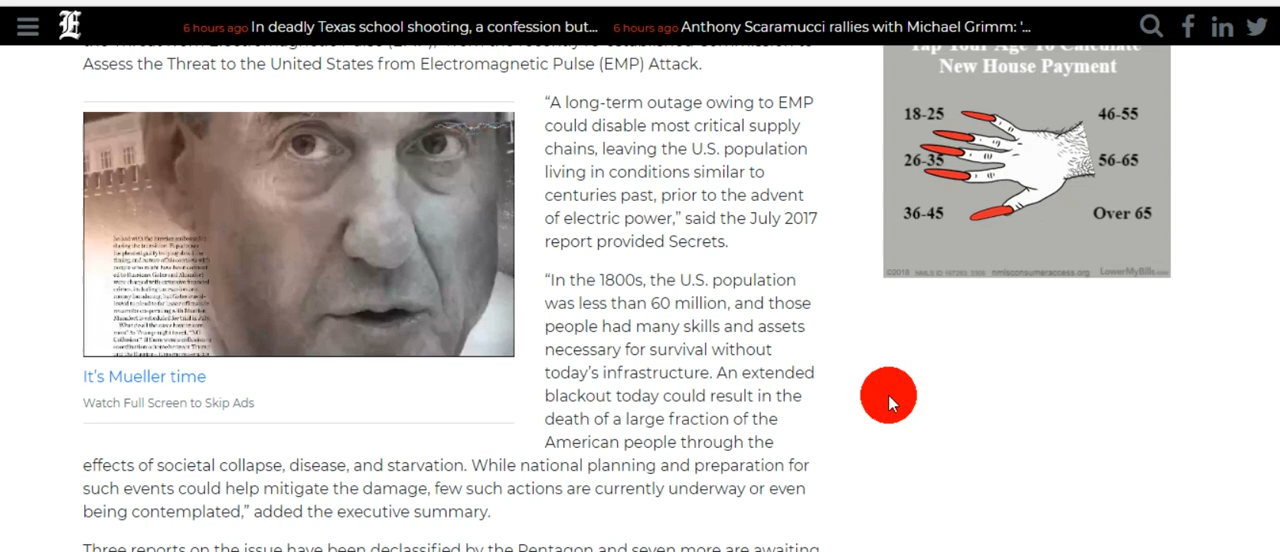 6 hours ago In deadly Texas school shooting, a confession but... 6 hours ago Anthony Scaramucci rallies with Michael Grimm: '...
Assess the Threat to the United States from Electromagnetic Pulse (EMP) Attack.
“A long-term outage owing to EMP
could disable most critical supply
chains, leaving the U.S. population
living in conditions similar to
centuries past, prior to the advent
of electric power,” said the July 2017
report provided Secrets.
“In the 1800s, the U.S. population
was less than 60 million, and those
people had many skills and assets
necessary for survival without
today’s infrastructure. An extended
blackout today could result in the
death of a large fraction of the
American people through the
effects of societal collapse, disease, and starvation. While national planning and preparation for
such events could help mitigate the damage, few such actions are currently underway or even
being contemplated,” added the executive summary.
Three reports on the issue have been declassified by the Pentagon and seven more are awaiting
It’s Mueller time
Watch Full Screen to Skip Ads
Tap Your Age To Calculate
New House Payment
18-25 46-55
26-35 56-65
36-45 Over 65
nmlsconsumeraccess.org LowerMyBills